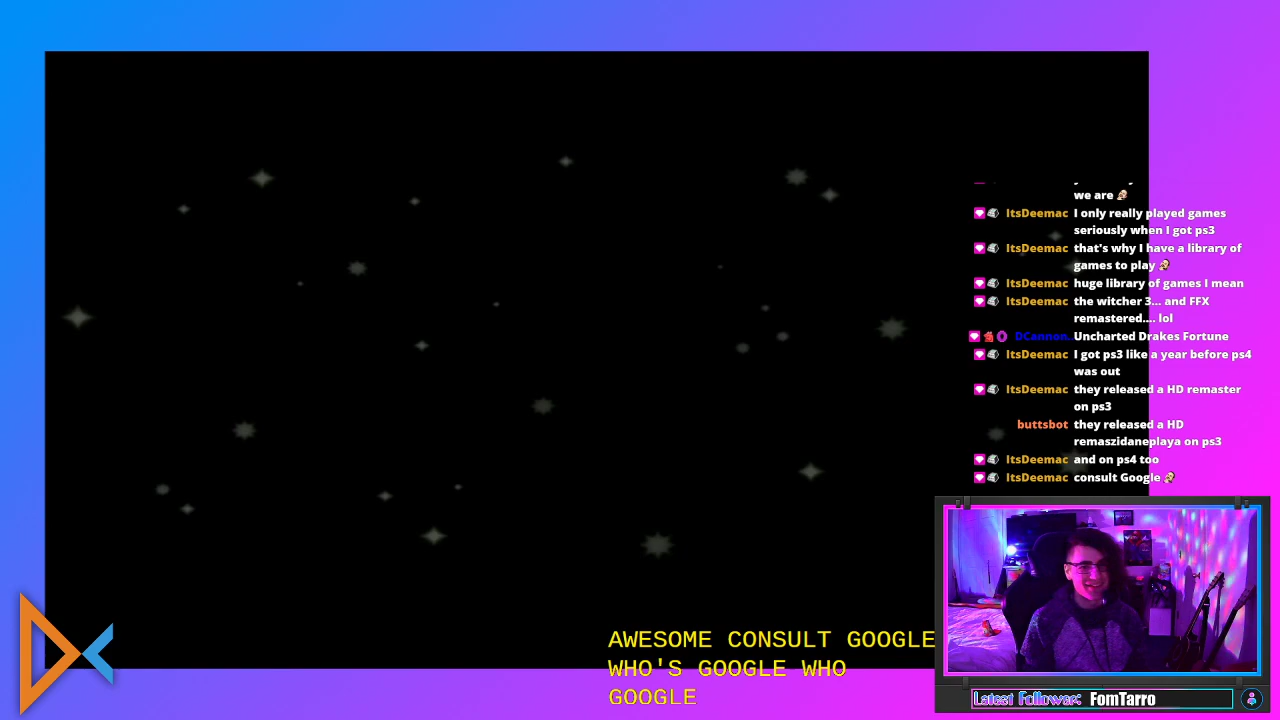 we are
ItsDeemac I only really played games
seriously when I got ps3
ItsDeemac that's why I have a library of
games to play
ItsDeemac huge library of games I mean
ItsDeemac the witcher 3... and FFX
remastered.... lol
DCannon. Uncharted Drakes Fortune
ItsDeemac I got ps3 like a year before ps4
was out
ItsDeemac they released a HD remaster
on ps3
buttsbot they released a HD
remaszidaneplaya on ps3
ItsDeemac and on ps4 too
ItsDeemac consult Google
AWESOME CONSULT GOOGLE
WHO'S GOOGLE WHO
GOOGLE
Latest Follower: FomTarro